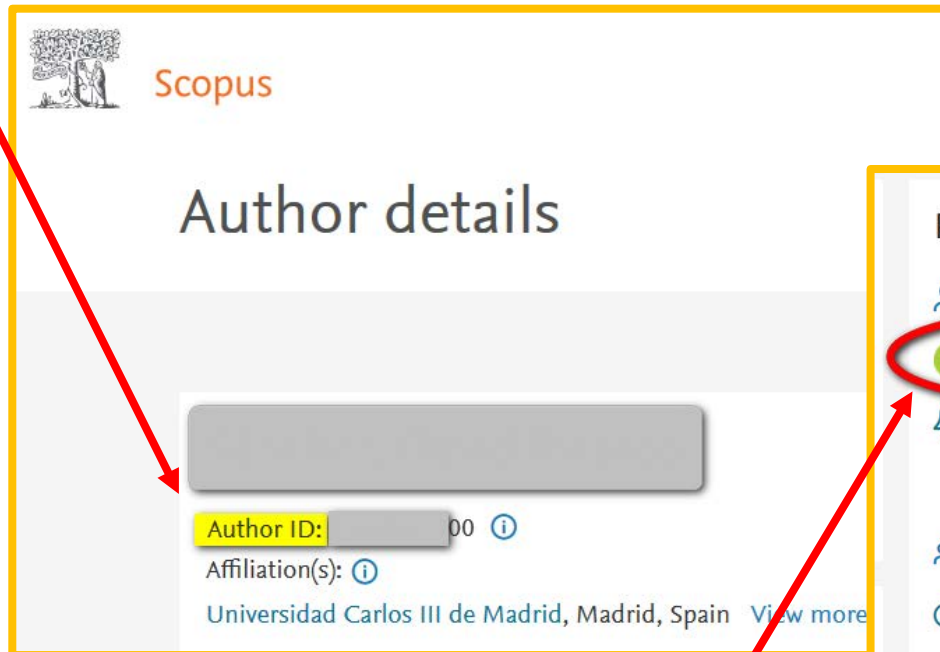 Scopus
Author details
Author ID: 00
Affiliation(s):
Universidad Carlos III de Madrid, Madrid, Spain View more